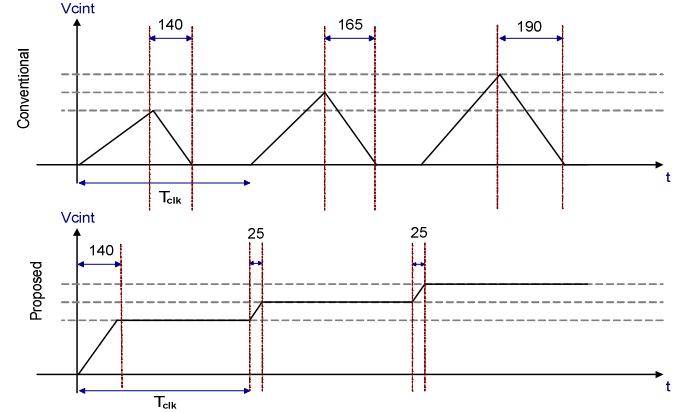 Vcint
140
165
190
Conventional
t
Tclk
Vcint
140
25
25
Proposed
t
Tclk